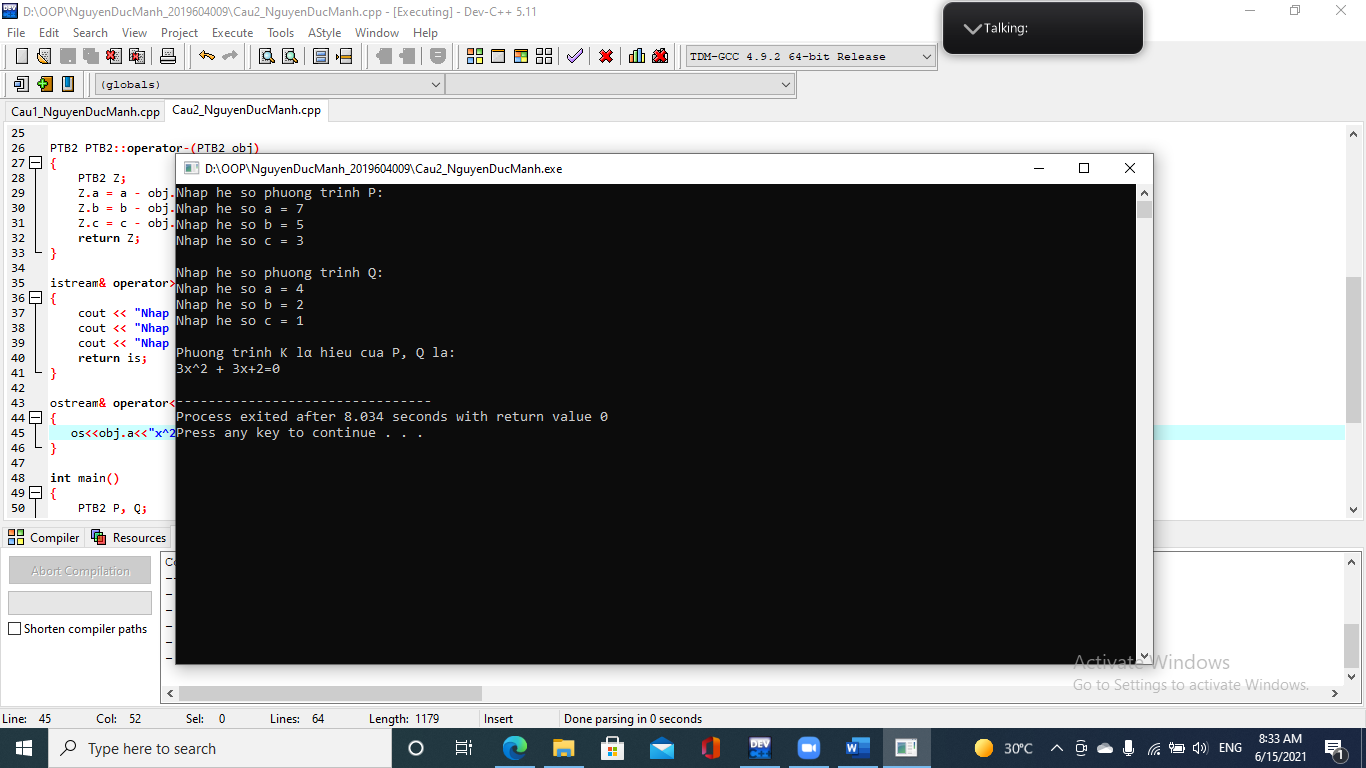 D:\OOP\NguyenDucManh_2019604009\Cau2_NguyenDucManh.cpp - [Executing] - Dev-C++ 5.11
Talking:
File Edit Search View Project Execute Tools AStyle Window Help
TDM-GCC 4.9.2 64-bit Release
(globals)
Cau1_NguyenDucManh.cpp Cau2_NguyenDucManh.cpp
25
26 PTB2 PTB2::operator-(PTB2 obj)
27 {
28 PTB2 Z;
29 Z.a = a - obj.
30 Z.b = b - obj.
31 Z.c = c - obj.
32 return Z;
33 }
34
35 istream& operator>
36 {
37 cout << "Nhap
38 cout << "Nhap
39 cout << "Nhap
40 return is;
41 }
42
43 ostream& operator<
44 {
45 os<<obj.a<<"x^2
46 }
47
48 int main()
49 {
50 PTB2 P, Q;
D:\OOP\NguyenDucManh_2019604009\Cau2_NguyenDucManh.exe
Nhap he so phuong trinh P:
Nhap he so a = 7
Nhap he so b = 5
Nhap he so c = 3
Nhap he so phuong trinh Q:
Nhap he so a = 4
Nhap he so b = 2
Nhap he so c = 1
Phuong trinh K lα hieu cua P, Q la:
3x^2 + 3x+2=0
--------------------------------
Process exited after 8.034 seconds with return value 0
Press any key to continue . . .
Compiler Resources
Abort Compilation
Shorten compiler paths
Activate Windows
Go to Settings to activate Windows.
Line: 45 Col: 52 Sel: 0 Lines: 64 Length: 1179 Insert Done parsing in 0 seconds
Type here to search
DEV
30°C
ENG
8:33 AM
6/15/2021
1